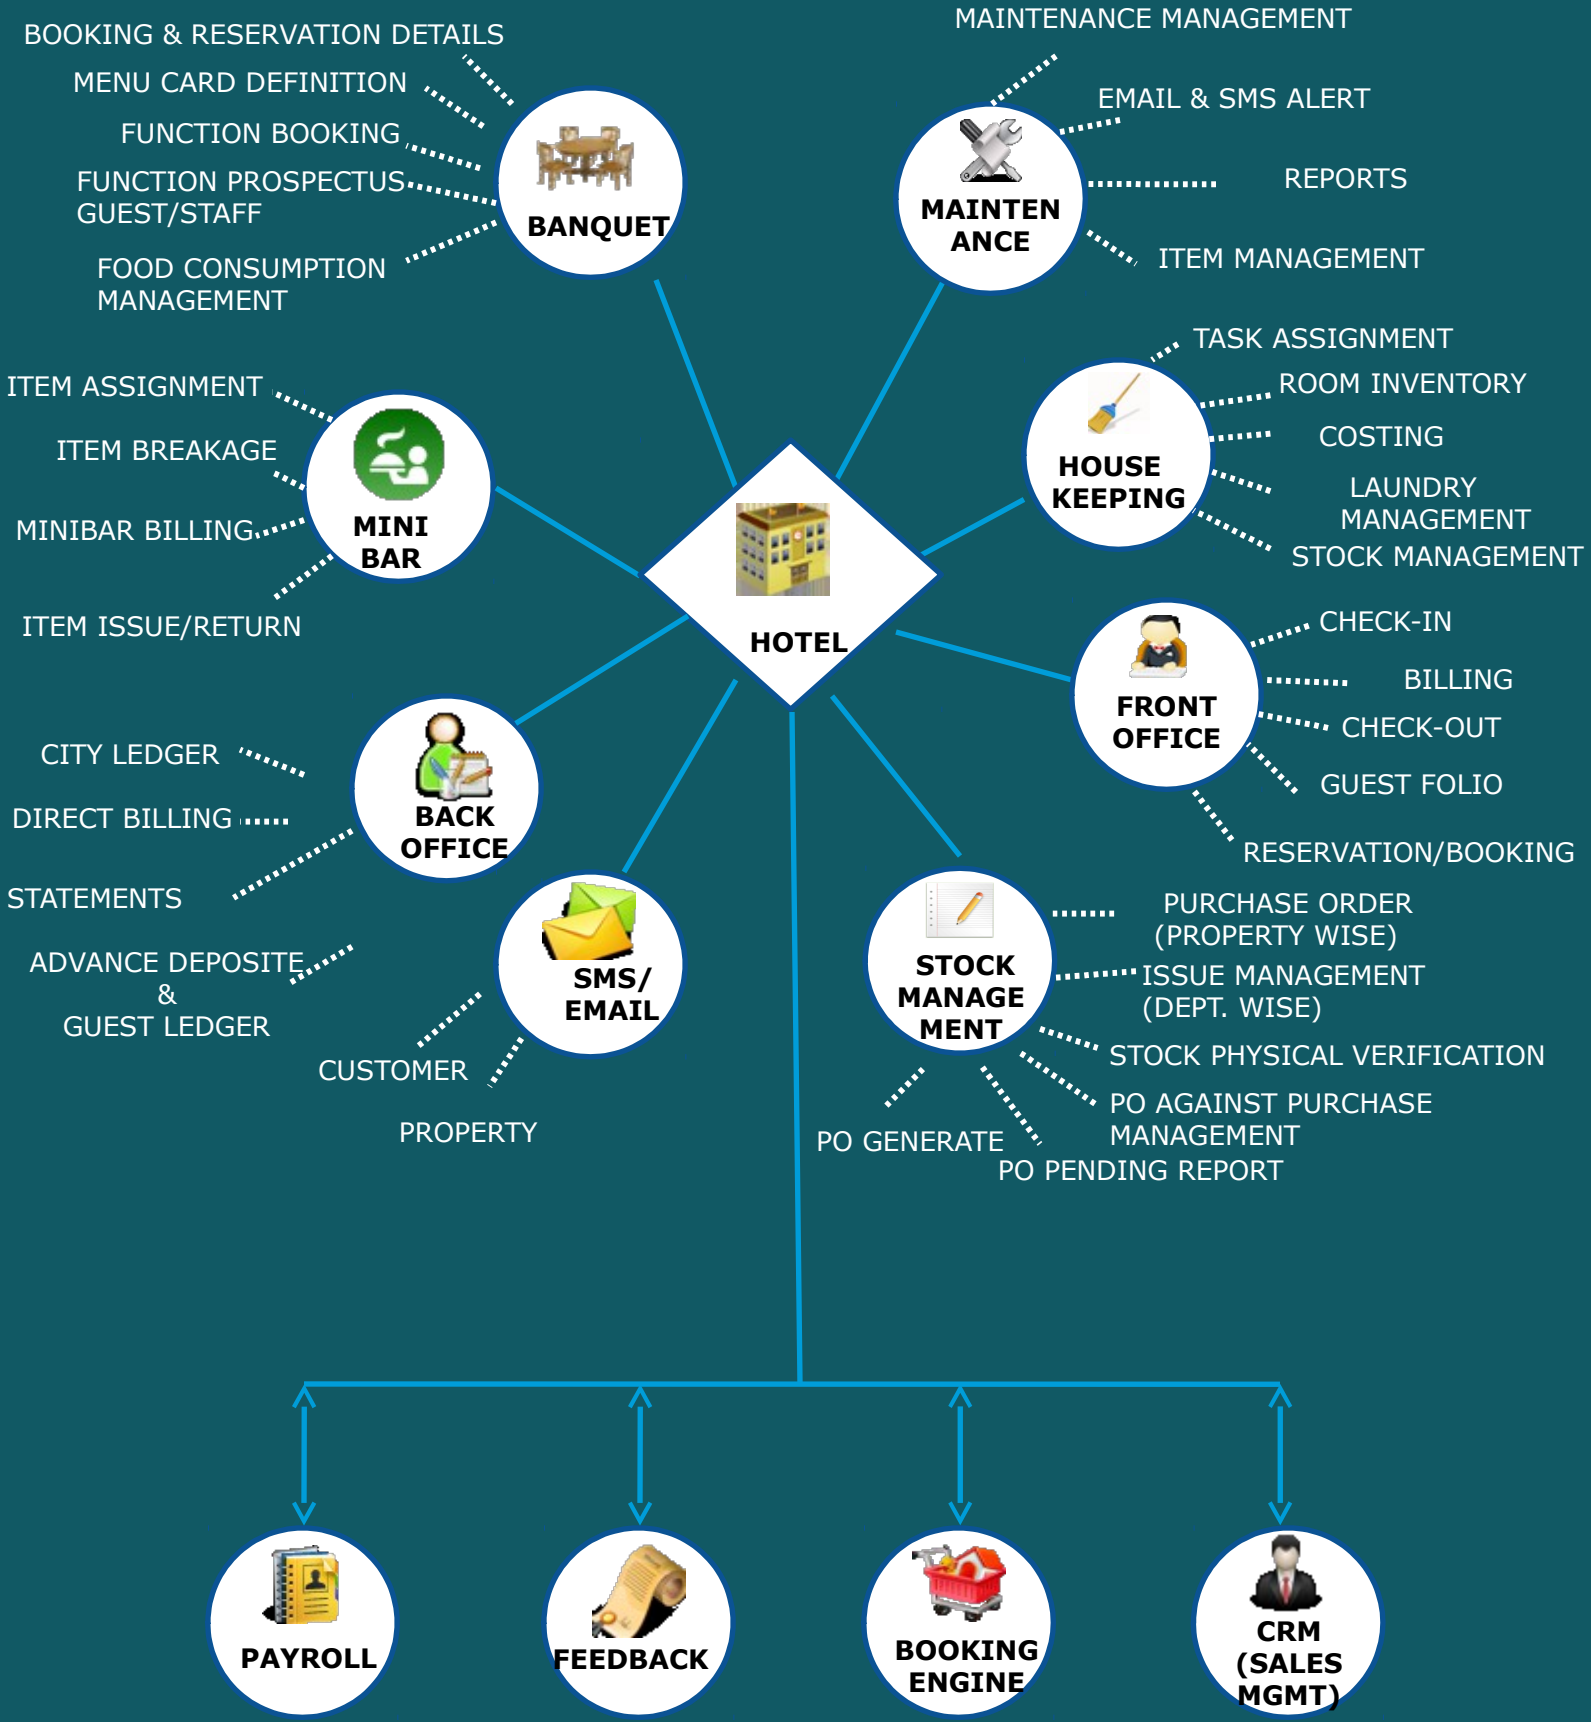 BOOKING & RESERVATION DETAILS
MENU CARD DEFINITION
FUNCTION BOOKING
FUNCTION PROSPECTUS
GUEST/STAFF
FOOD CONSUMPTION
MANAGEMENT
BANQUET
MAINTENANCE MANAGEMENT
EMAIL & SMS ALERT
REPORTS
ITEM MANAGEMENT
MAINTEN
ANCE
ITEM ASSIGNMENT
ITEM BREAKAGE
MINIBAR BILLING
ITEM ISSUE/RETURN
MINI
BAR
TASK ASSIGNMENT
ROOM INVENTORY
COSTING
LAUNDRY
MANAGEMENT
STOCK MANAGEMENT
HOUSE
KEEPING
HOTEL
CHECK-IN
BILLING
CHECK-OUT
GUEST FOLIO
RESERVATION/BOOKING
FRONT
OFFICE
CITY LEDGER
DIRECT BILLING
STATEMENTS
ADVANCE DEPOSITE
&
GUEST LEDGER
BACK
OFFICE
SMS/
EMAIL
CUSTOMER
PROPERTY
STOCK
MANAGE
MENT
PURCHASE ORDER
(PROPERTY WISE)
ISSUE MANAGEMENT
(DEPT. WISE)
STOCK PHYSICAL VERIFICATION
PO AGAINST PURCHASE
MANAGEMENT
PO GENERATE
PO PENDING REPORT
PAYROLL
FEEDBACK
BOOKING
ENGINE
CRM
(SALES
MGMT)